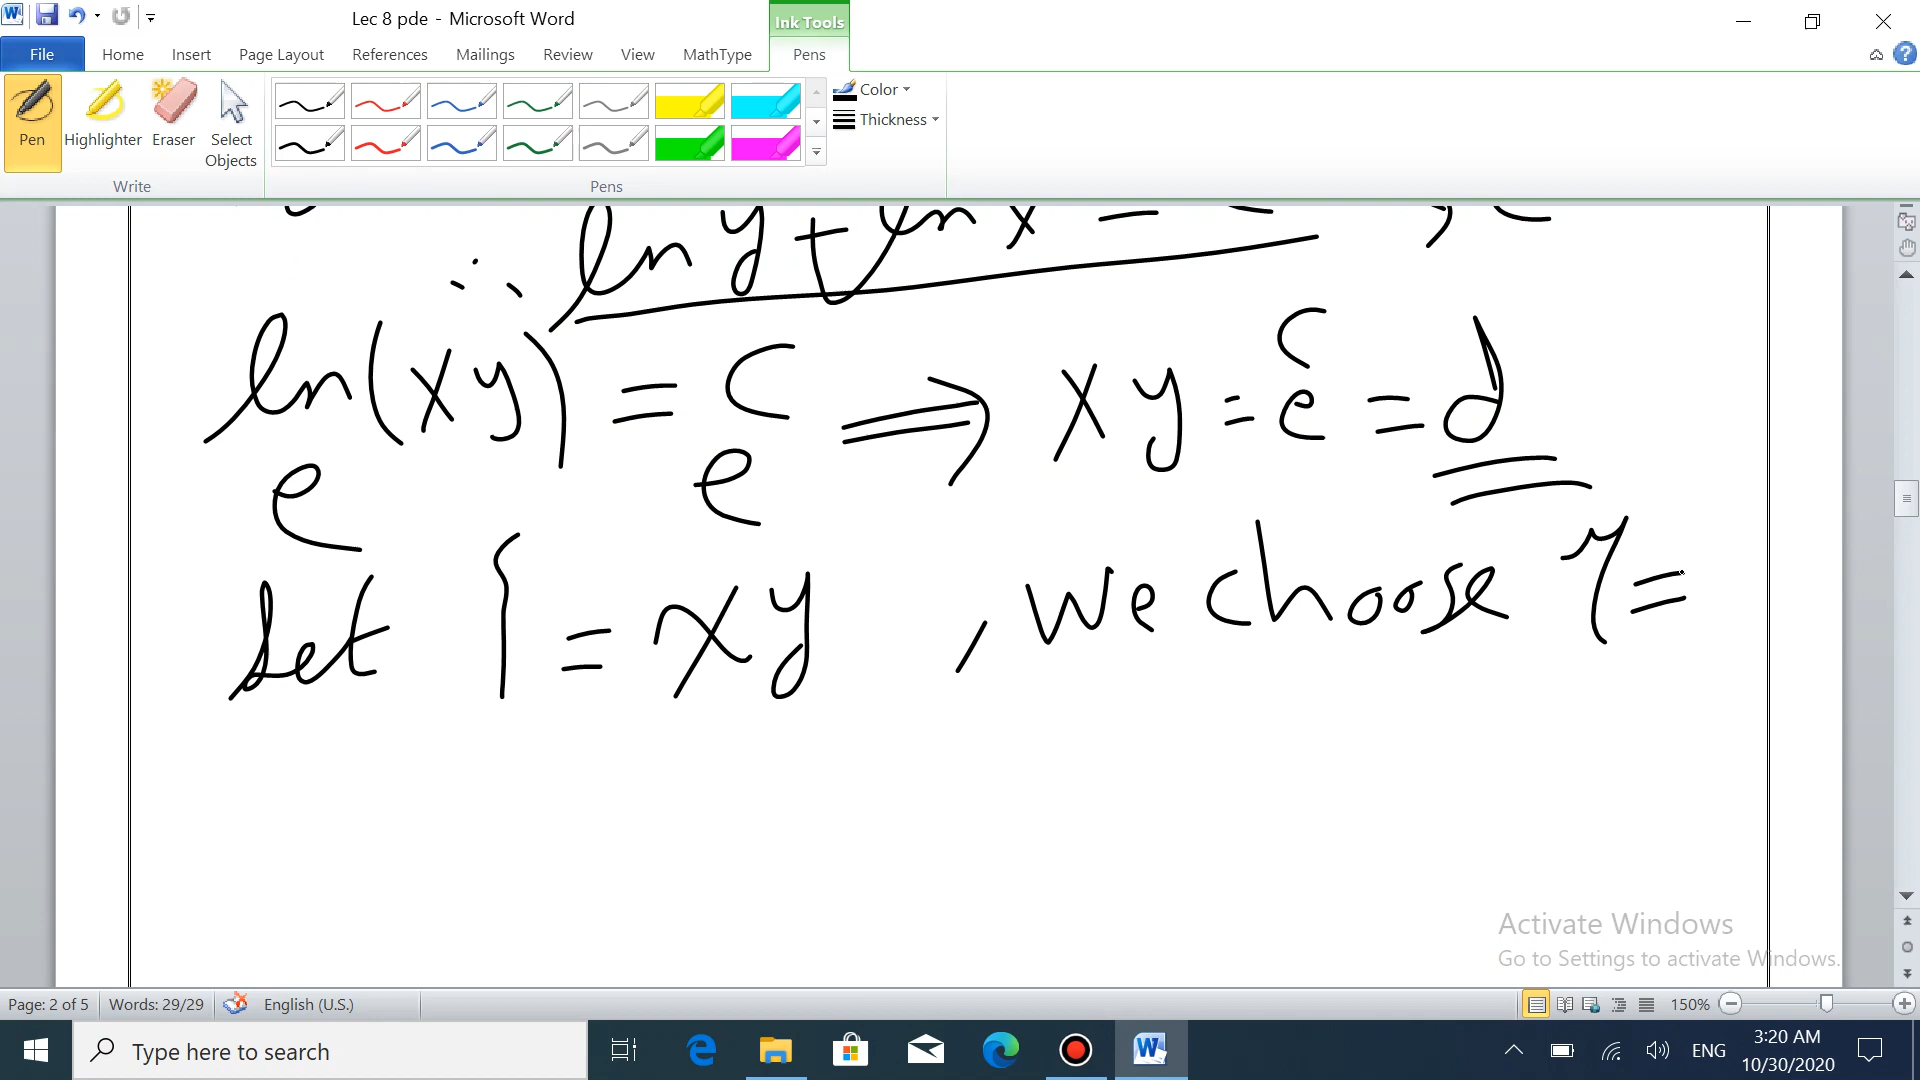 Lec 8 pde - Microsoft Word
Ink Tools
File Home Insert Page Layout References Mailings Review View MathType Pens
Pen Highlighter Eraser Select Objects
Color
Thickness
Write Pens
∴ ln y + ln x =
ln(xy) = c ⟹ xy = e^c = d
e e
Set ξ = xy , we choose η =
Activate Windows
Go to Settings to activate Windows.
Page: 2 of 5 Words: 29/29 English (U.S.) 150%
Type here to search
ENG
3:20 AM
10/30/2020